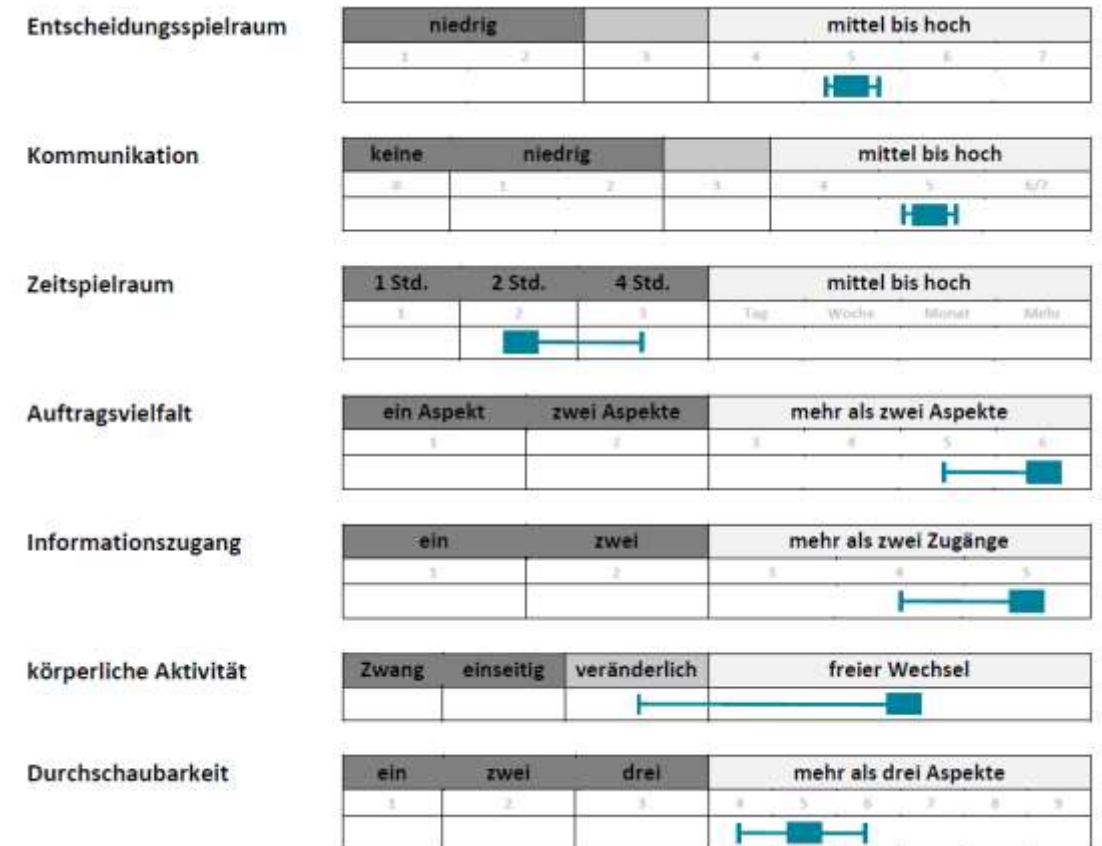 Entscheidungsspielraum niedrig mittel bis hoch
1 2 3 4 5 6 7
Kommunikation keine niedrig mittel bis hoch
0 1 2 3 4 5 6/7
Zeitspielraum 1 Std. 2 Std. 4 Std. mittel bis hoch
1 2 3 Tag Woche Monat Mehr
Auftragsvielfalt ein Aspekt zwei Aspekte mehr als zwei Aspekte
1 2 3 4 5 6
Informationszugang ein zwei mehr als zwei Zugänge
1 2 3 4 5
körperliche Aktivität Zwang einseitig veränderlich freier Wechsel
Durchschaubarkeit ein zwei drei mehr als drei Aspekte
1 2 3 4 5 6 7 8 9